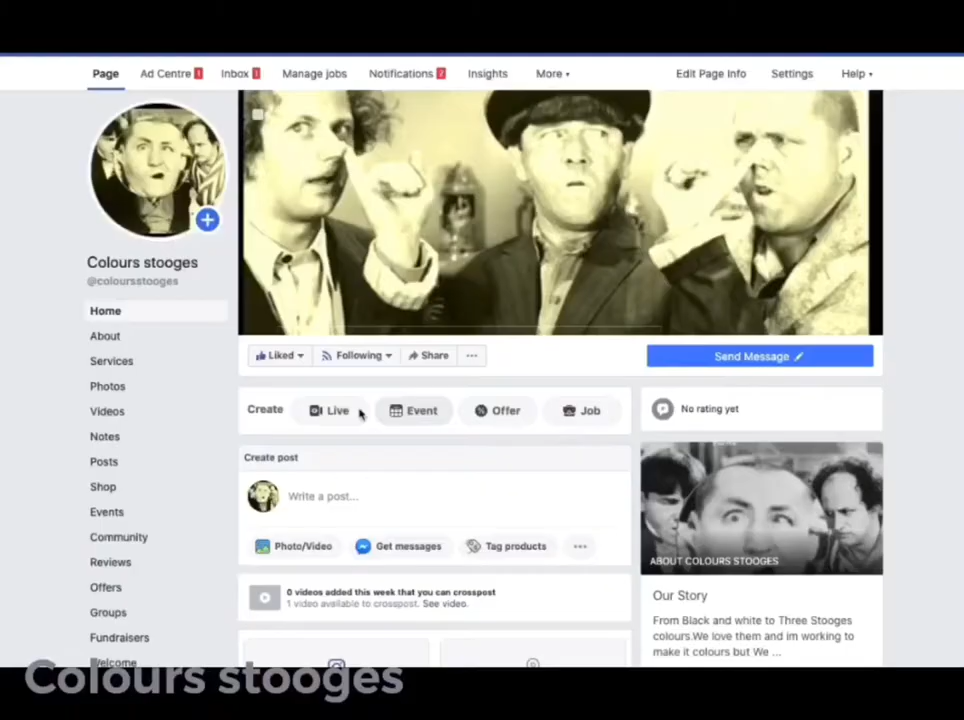 Page Ad Centre 1 Inbox 1 Manage jobs Notifications 7 Insights More Edit Page Info Settings Help
Colours stooges
@coloursstooges
Home
About
Services
Photos
Videos
Notes
Posts
Shop
Events
Community
Reviews
Offers
Groups
Fundraisers
Welcome
Liked Following Share ... Send Message
Create Live Event Offer Job
Create post
Write a post...
Photo/Video Get messages Tag products ...
0 videos added this week that you can crosspost
1 video available to crosspost. See video.
No rating yet
ABOUT COLOURS STOOGES
Our Story
From Black and white to Three Stooges
colours.We love them and im working to
make it colours but We ...
Colours stooges